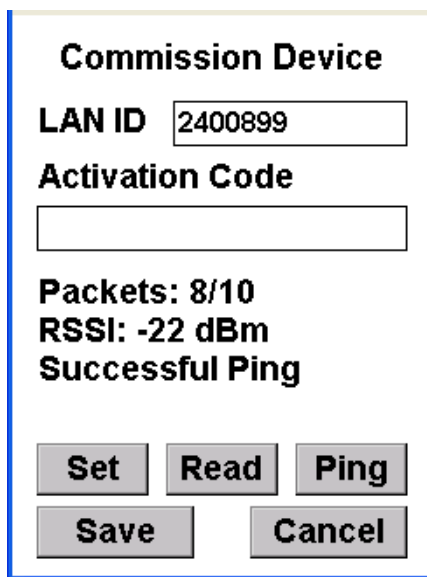 Commission Device
LAN ID 2400899
Activation Code
Packets: 8/10
RSSI: -22 dBm
Successful Ping
Set Read Ping
Save Cancel